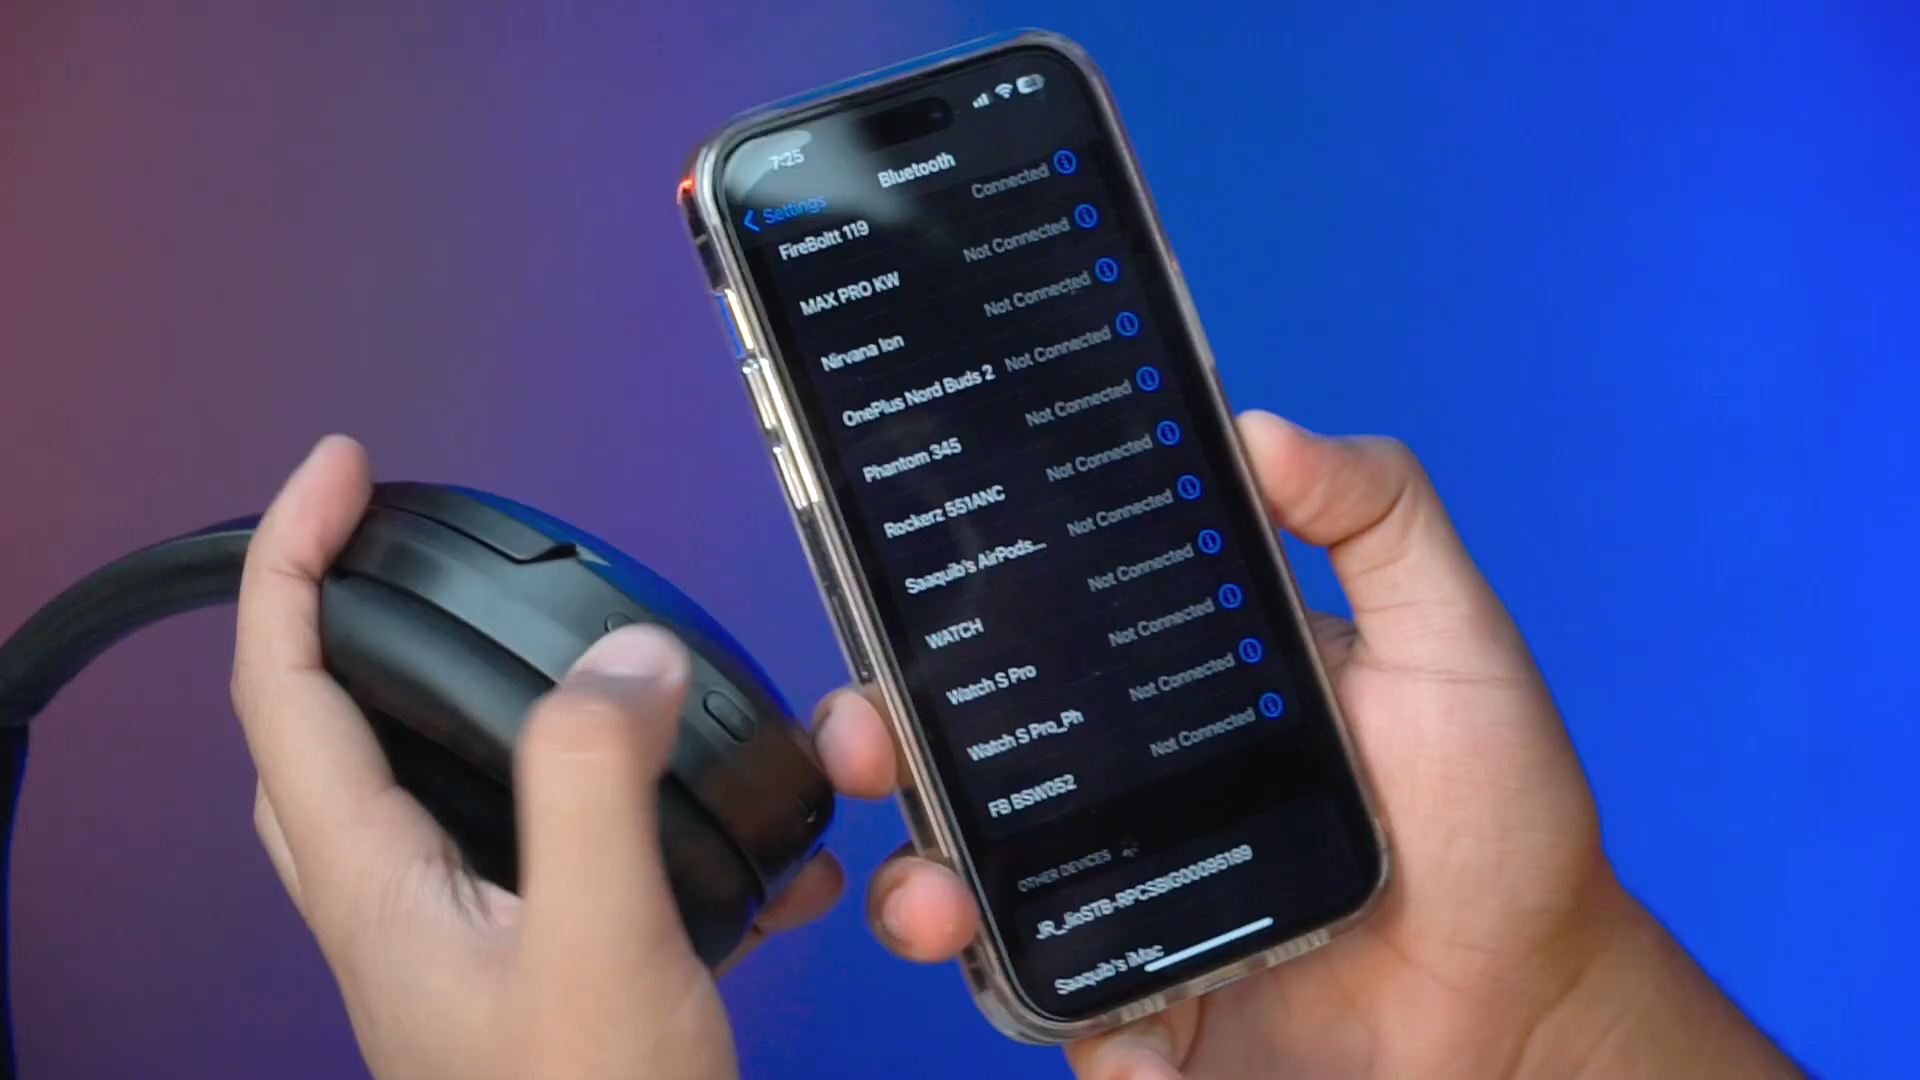 7:25
Settings
Bluetooth
FireBoltt 119 Connected
MAX PRO KW Not Connected
Nirvana Ion Not Connected
OnePlus Nord Buds 2 Not Connected
Phantom 345 Not Connected
Rockerz 551ANC Not Connected
Saaquib's AirPods... Not Connected
WATCH Not Connected
Watch S Pro Not Connected
Watch S Pro_Ph Not Connected
FB BSW052 Not Connected
OTHER DEVICES
JR_JioSTB-RPCSBIG00095189
Saaquib's iMac